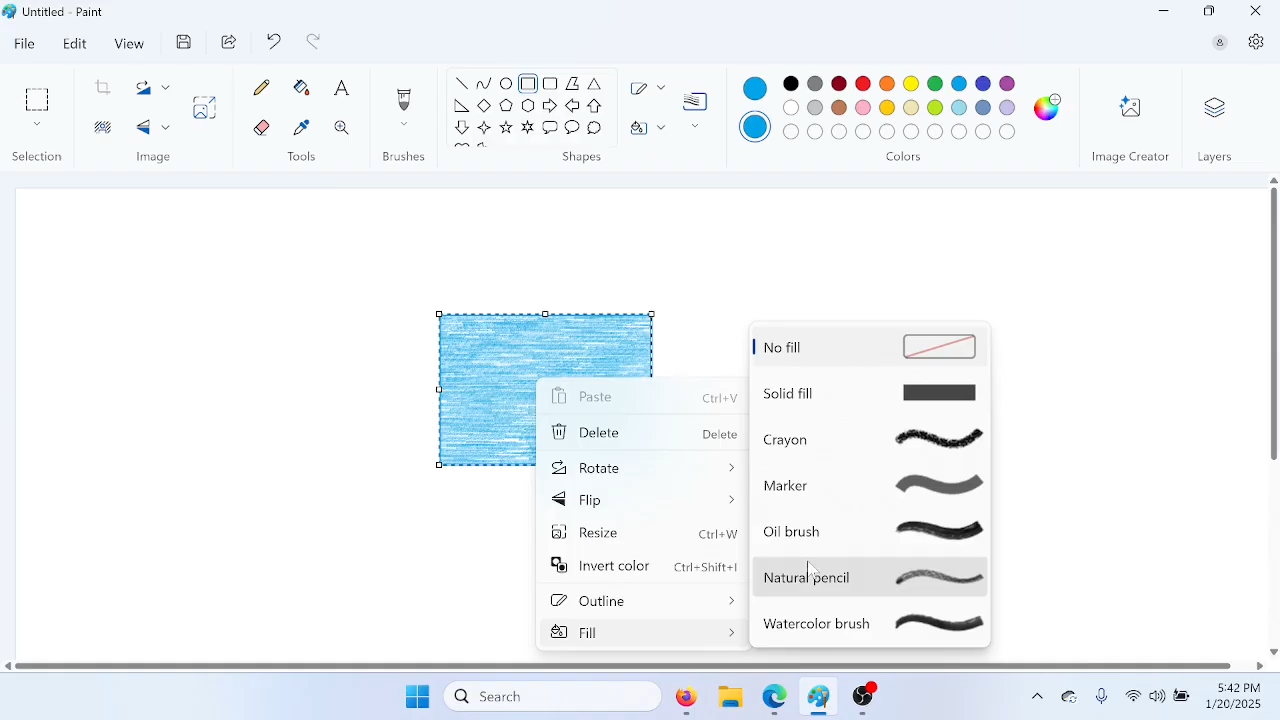 Untitled - Paint
File Edit View
Selection Image Tools Brushes Shapes Colors Image Creator Layers
No fill
Solid fill
Crayon
Marker
Oil brush
Natural pencil
Watercolor brush
Paste Ctrl+V
Delete Delete
Rotate
Flip
Resize Ctrl+W
Invert color Ctrl+Shift+I
Outline
Fill
Search
5:42 PM
1/20/2025